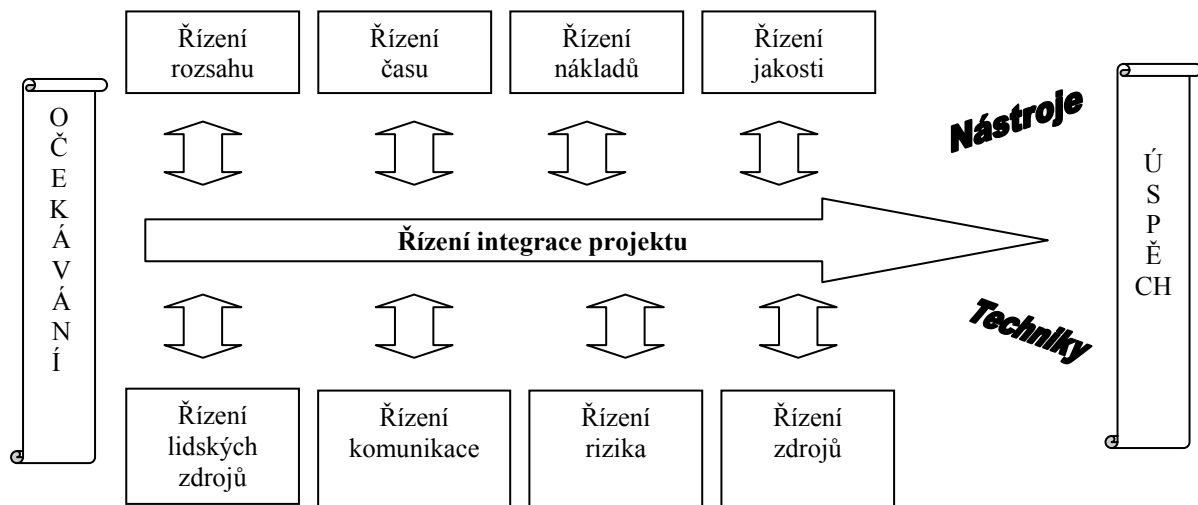 Řízení
rozsahu
Řízení
času
Řízení
nákladů
Řízení
jakosti
O
Č
E
K
Á
V
Á
N
Í
Nástroje
Ú
S
P
Ě
CH
Řízení integrace projektu
Techniky
Řízení
lidských
zdrojů
Řízení
komunikace
Řízení
rizika
Řízení
zdrojů